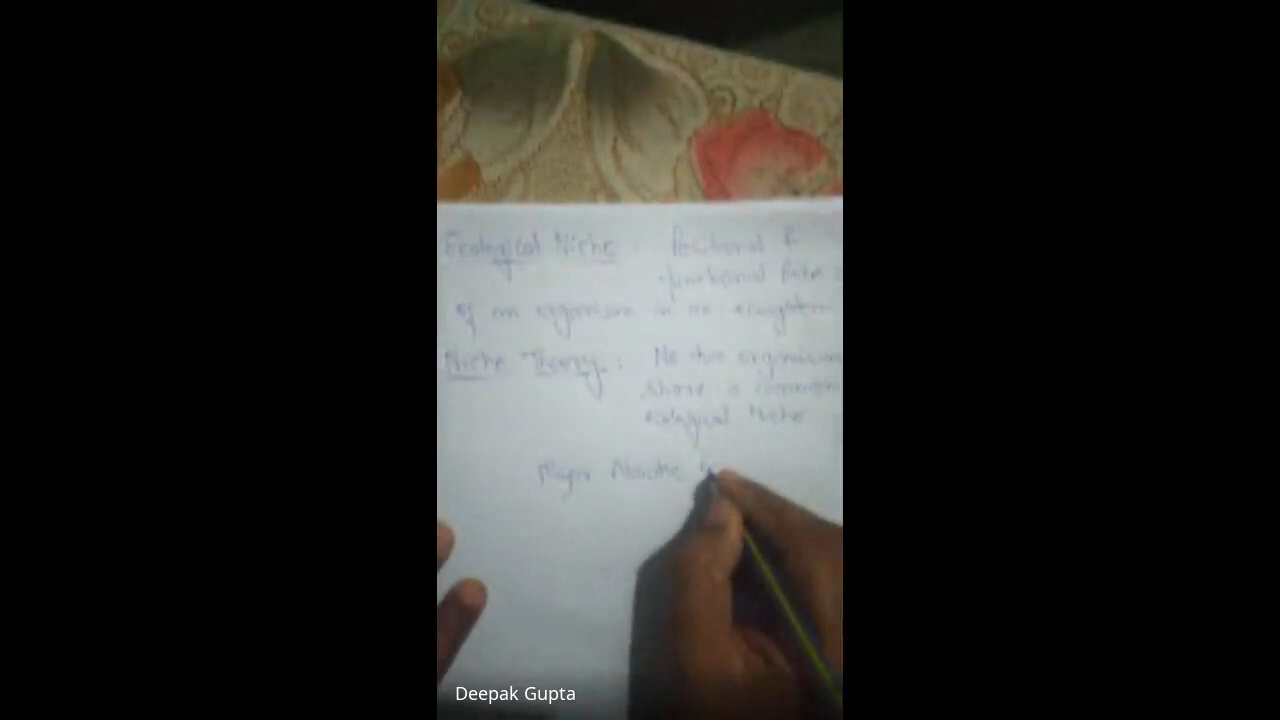 Ecological Niche : Positional &
functional Role
of an organism in an ecosystem
Niche Theory : No two organisms
share a common
ecological Niche
Major Abiotic
Deepak Gupta